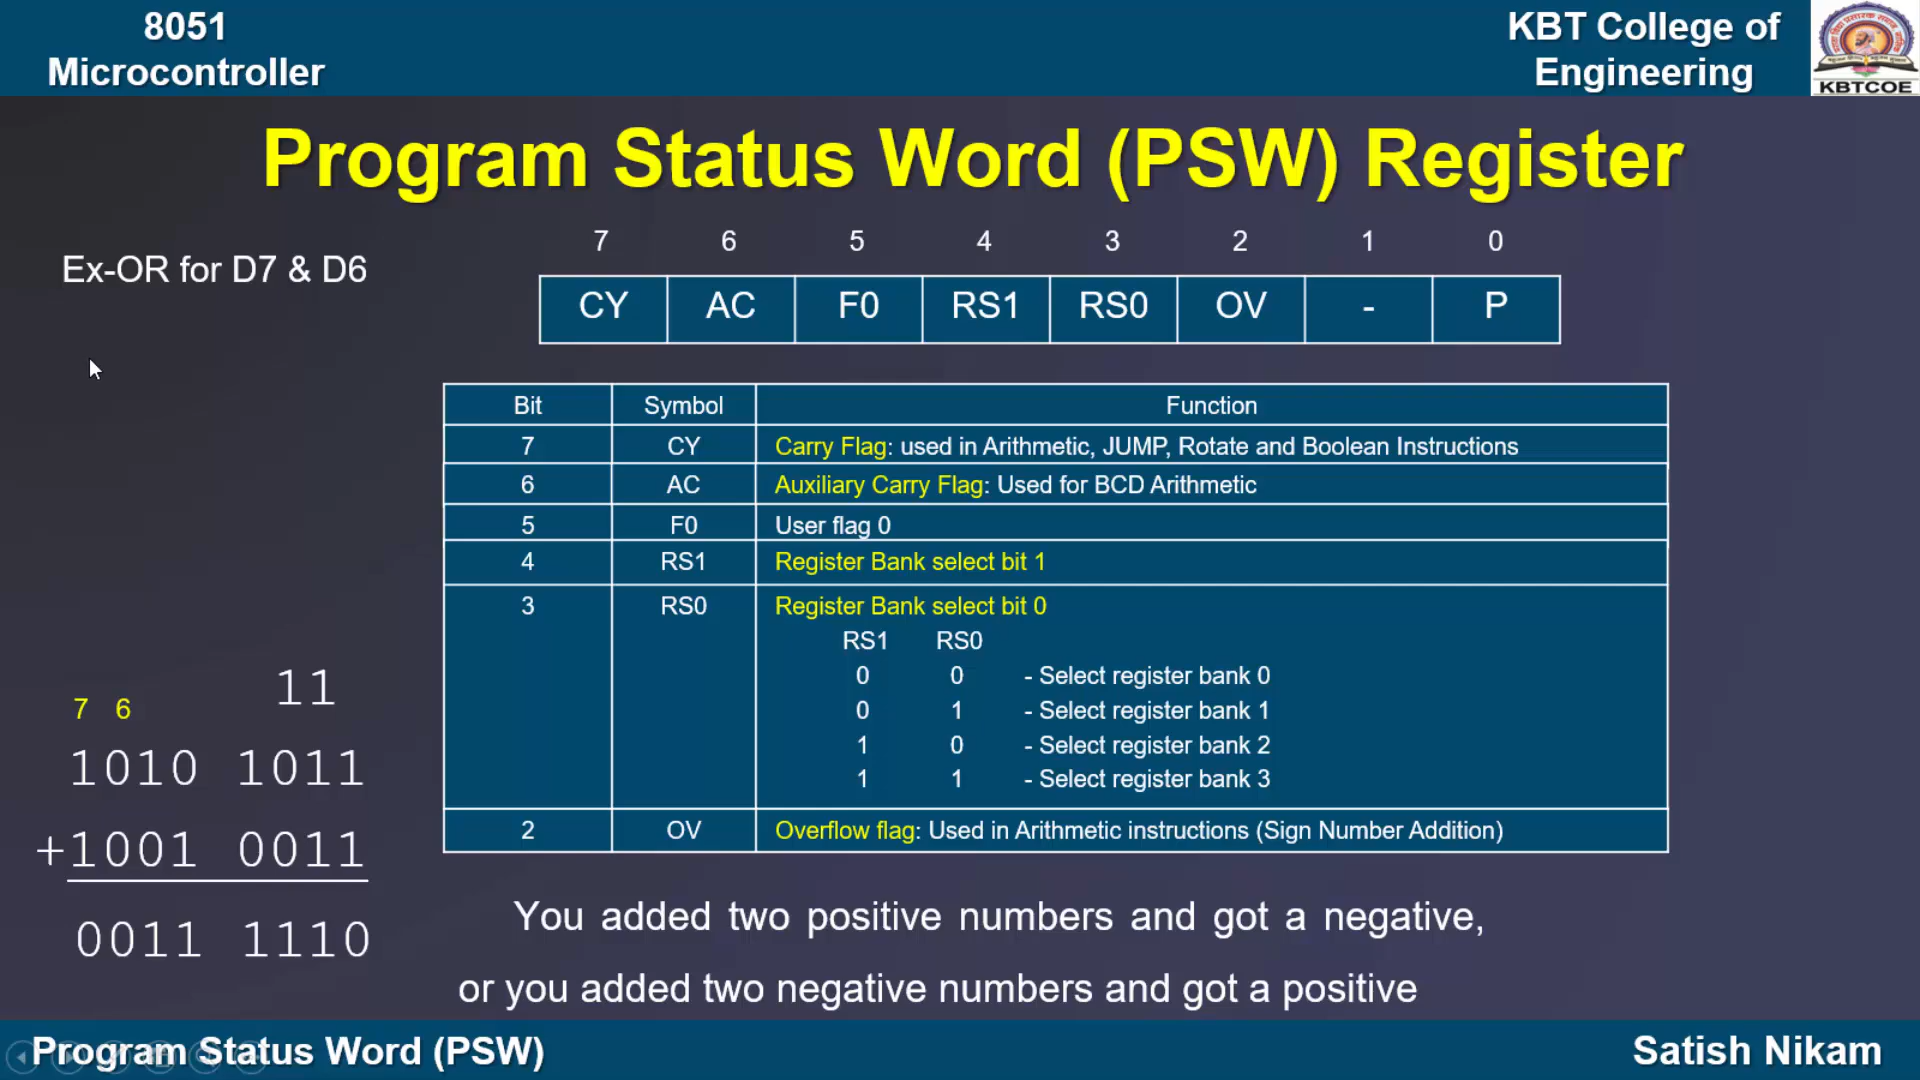 8051
Microcontroller
KBT College of
Engineering
KBTCOE
Program Status Word (PSW) Register
Ex-OR for D7 & D6
7 6 5 4 3 2 1 0
CY AC F0 RS1 RS0 OV - P
Bit Symbol Function
7 CY Carry Flag: used in Arithmetic, JUMP, Rotate and Boolean Instructions
6 AC Auxiliary Carry Flag: Used for BCD Arithmetic
5 F0 User flag 0
4 RS1 Register Bank select bit 1
3 RS0 Register Bank select bit 0
RS1 RS0
0 0 - Select register bank 0
0 1 - Select register bank 1
1 0 - Select register bank 2
1 1 - Select register bank 3
2 OV Overflow flag: Used in Arithmetic instructions (Sign Number Addition)
11
7 6
1010 1011
+1001 0011
0011 1110
You added two positive numbers and got a negative,
or you added two negative numbers and got a positive
Program Status Word (PSW)
Satish Nikam